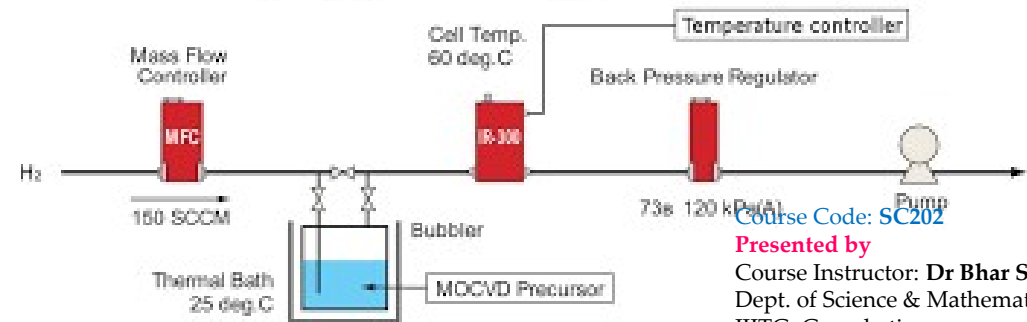 Cell Temp.
60 deg.C
Temperature controller
Mass Flow
Controller
Back Pressure Regulator
MFC
IR-300
H2
150 SCCM
Bubbler
Thermal Bath
25 deg.C
MOCVD Precursor
120 kPa(A)
Pump
Course Code: SC202
Presented by
Course Instructor: Dr Bhar S
Dept. of Science & Mathemat